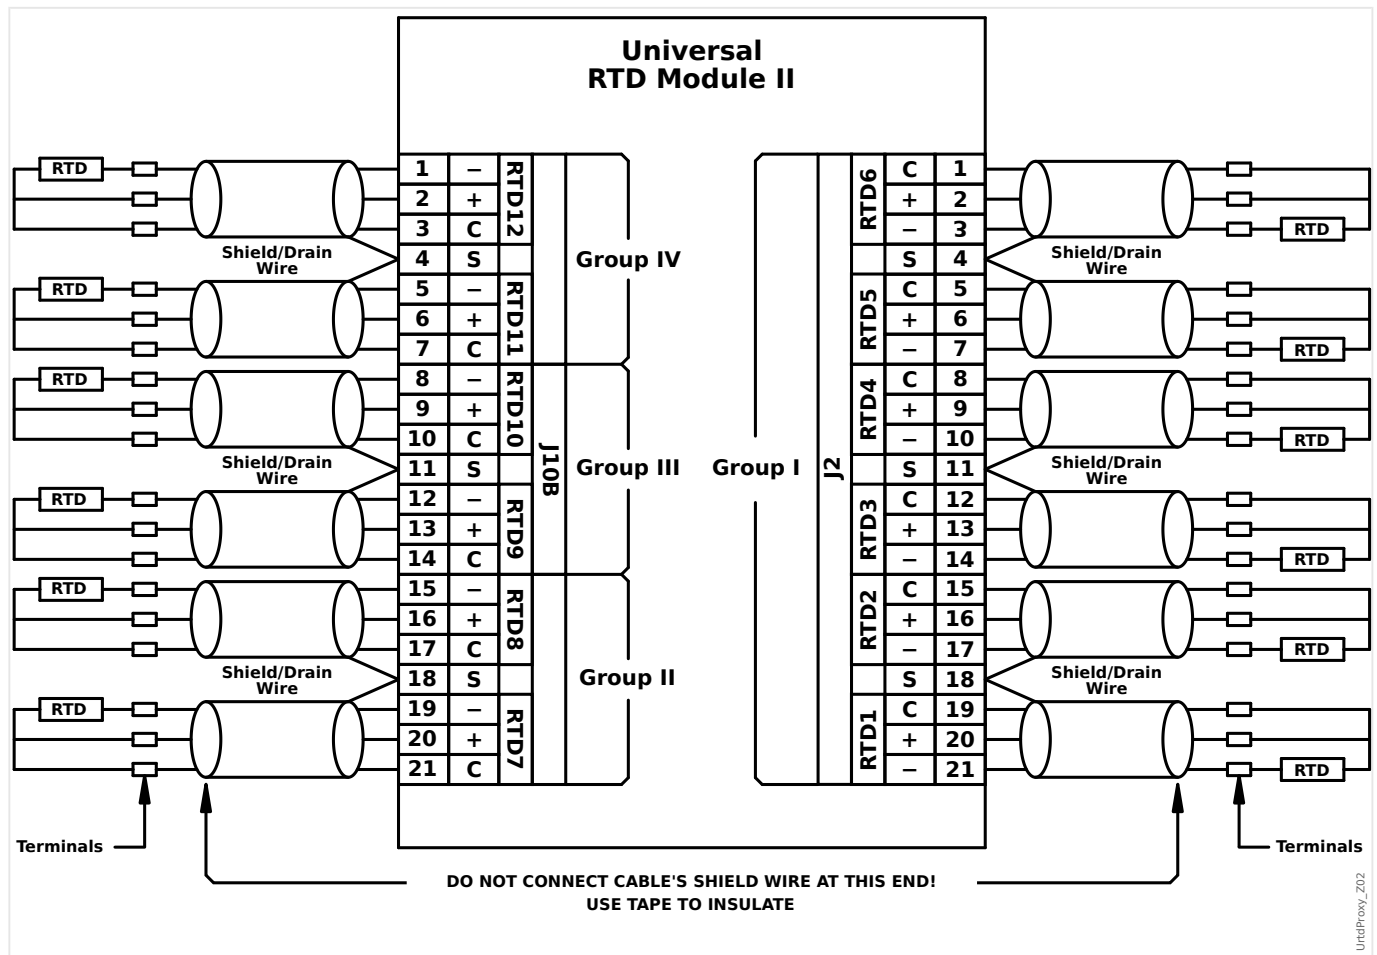 Universal
RTD Module II
RTD 1 − RTD12 RTD6 C 1
2 + + 2
3 C − 3 RTD
Shield/Drain
Wire
4 S Group IV S 4
Shield/Drain
Wire
RTD 5 − RTD11 RTD5 C 5
6 + + 6
7 C − 7 RTD
RTD 8 − RTD10 RTD4 C 8
9 + + 9
10 C − 10 RTD
Shield/Drain
Wire
11 S J10B Group III Group I J2 S 11
Shield/Drain
Wire
RTD 12 − RTD9 RTD3 C 12
13 + + 13
14 C − 14 RTD
RTD 15 − RTD8 RTD2 C 15
16 + + 16
17 C − 17 RTD
Shield/Drain
Wire
18 S Group II S 18
Shield/Drain
Wire
RTD 19 − RTD7 RTD1 C 19
20 + + 20
21 C − 21 RTD
Terminals
Terminals
DO NOT CONNECT CABLE'S SHIELD WIRE AT THIS END!
USE TAPE TO INSULATE
UrtdProxy_Z02